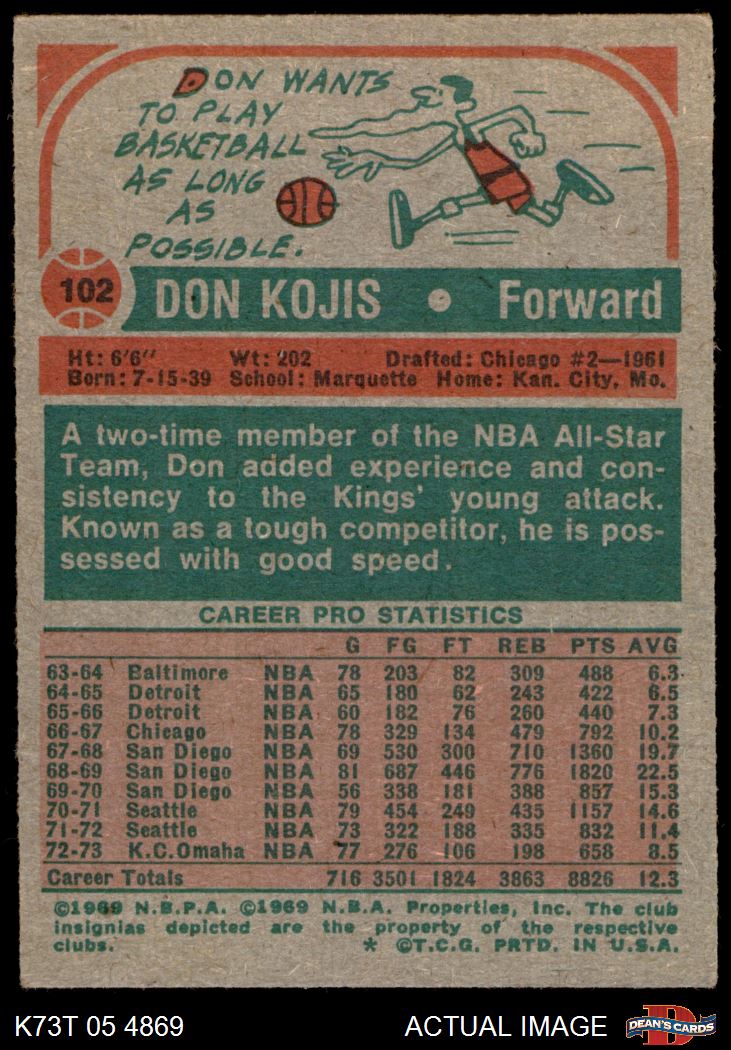 DON WANTS
TO PLAY
BASKETBALL
AS LONG
AS
POSSIBLE.
102 DON KOJIS • Forward
Ht: 6'6" Wt: 202 Drafted: Chicago #2—1961
Born: 7-15-39 School: Marquette Home: Kan. City, Mo.
A two-time member of the NBA All-Star
Team, Don added experience and con-
sistency to the Kings' young attack.
Known as a tough competitor, he is pos-
sessed with good speed.
CAREER PRO STATISTICS
G FG FT REB PTS AVG
63-64 Baltimore NBA 78 203 82 309 488 6.3
64-65 Detroit NBA 65 180 62 243 422 6.5
65-66 Detroit NBA 60 182 76 260 440 7.3
66-67 Chicago NBA 78 329 134 479 792 10.2
67-68 San Diego NBA 69 530 300 710 1360 19.7
68-69 San Diego NBA 81 687 446 776 1820 22.5
69-70 San Diego NBA 56 338 181 388 857 15.3
70-71 Seattle NBA 79 454 249 435 1157 14.6
71-72 Seattle NBA 73 322 188 335 832 11.4
72-73 K.C.Omaha NBA 77 276 106 198 658 8.5
Career Totals 716 3501 1824 3863 8826 12.3
©1969 N.B.P.A. ©1969 N.B.A. Properties, Inc. The club
insignias depicted are the property of the respective
clubs. * ©T.C.G. PRTD. IN U.S.A.
K73T 05 4869 ACTUAL IMAGE DEAN'S CARDS